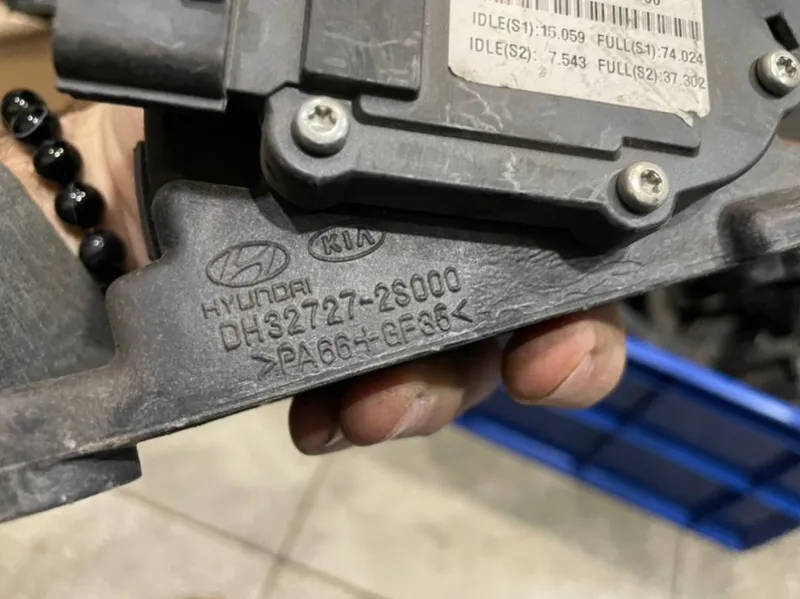 IDLE(S1):15.059 FULL(S1):74.024
IDLE(S2): 7.543 FULL(S2):37.302
HYUNDAI
KIA
DH32727-2S000
>PA66+GF35<